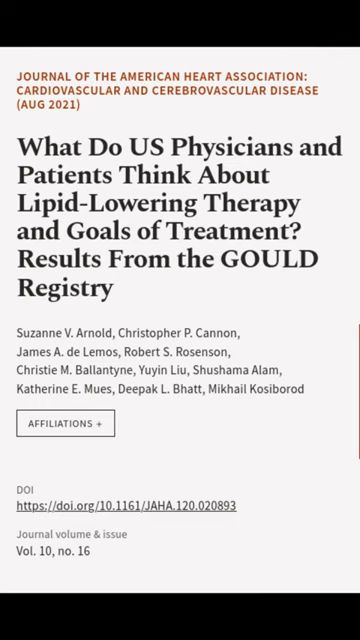 JOURNAL OF THE AMERICAN HEART ASSOCIATION:
CARDIOVASCULAR AND CEREBROVASCULAR DISEASE
(AUG 2021)
What Do US Physicians and
Patients Think About
Lipid-Lowering Therapy
and Goals of Treatment?
Results From the GOULD
Registry
Suzanne V. Arnold, Christopher P. Cannon,
James A. de Lemos, Robert S. Rosenson,
Christie M. Ballantyne, Yuyin Liu, Shushama Alam,
Katherine E. Mues, Deepak L. Bhatt, Mikhail Kosiborod
AFFILIATIONS +
DOI
https://doi.org/10.1161/JAHA.120.020893
Journal volume & issue
Vol. 10, no. 16